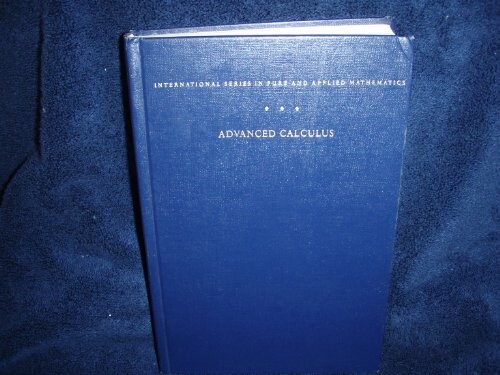 INTERNATIONAL SERIES IN PURE AND APPLIED MATHEMATICS
* * *
ADVANCED CALCULUS